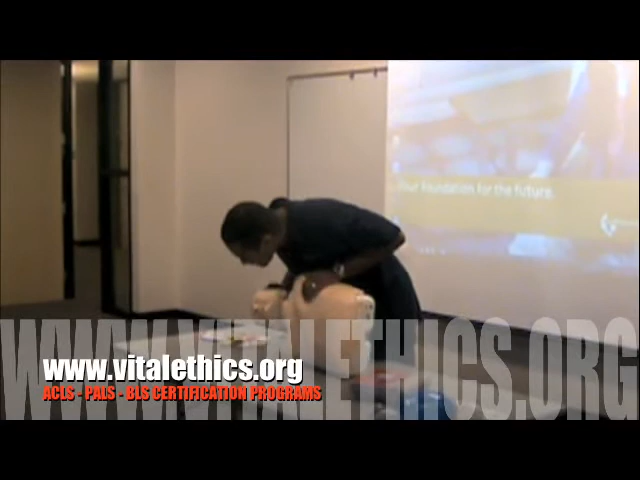 Your Foundation for the future.
WWW.VITALETHICS.ORG
www.vitalethics.org
ACLS - PALS - BLS CERTIFICATION PROGRAMS